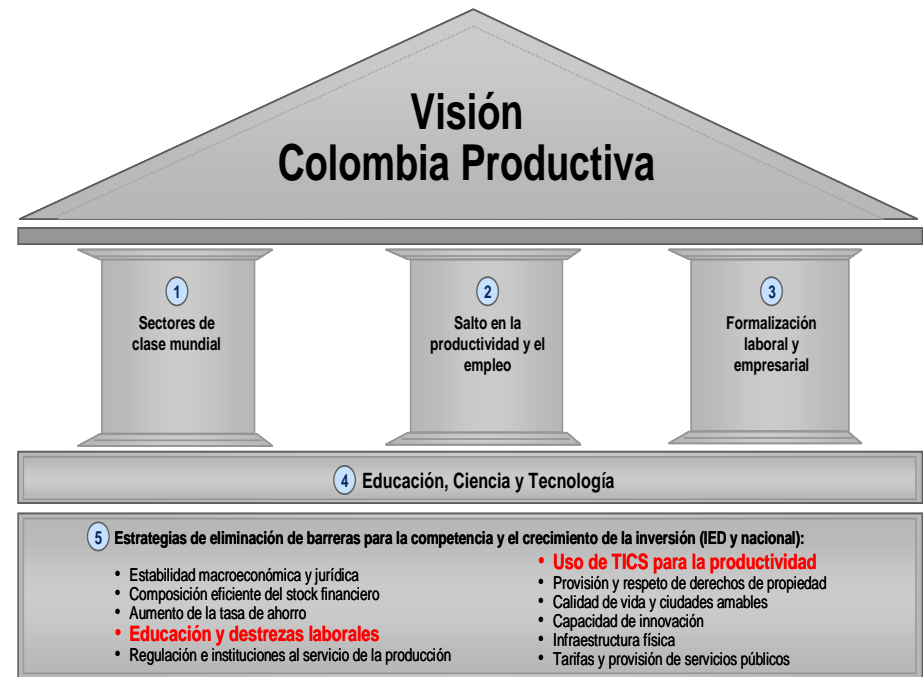 Visión
Colombia Productiva
1
Sectores de
clase mundial
2
Salto en la
productividad y el
empleo
3
Formalización
laboral y
empresarial
4 Educación, Ciencia y Tecnología
5 Estrategias de eliminación de barreras para la competencia y el crecimiento de la inversión (IED y nacional):
• Estabilidad macroeconómica y jurídica
• Composición eficiente del stock financiero
• Aumento de la tasa de ahorro
• Educación y destrezas laborales
• Regulación e instituciones al servicio de la producción
• Uso de TICS para la productividad
• Provisión y respeto de derechos de propiedad
• Calidad de vida y ciudades amables
• Capacidad de innovación
• Infraestructura física
• Tarifas y provisión de servicios públicos